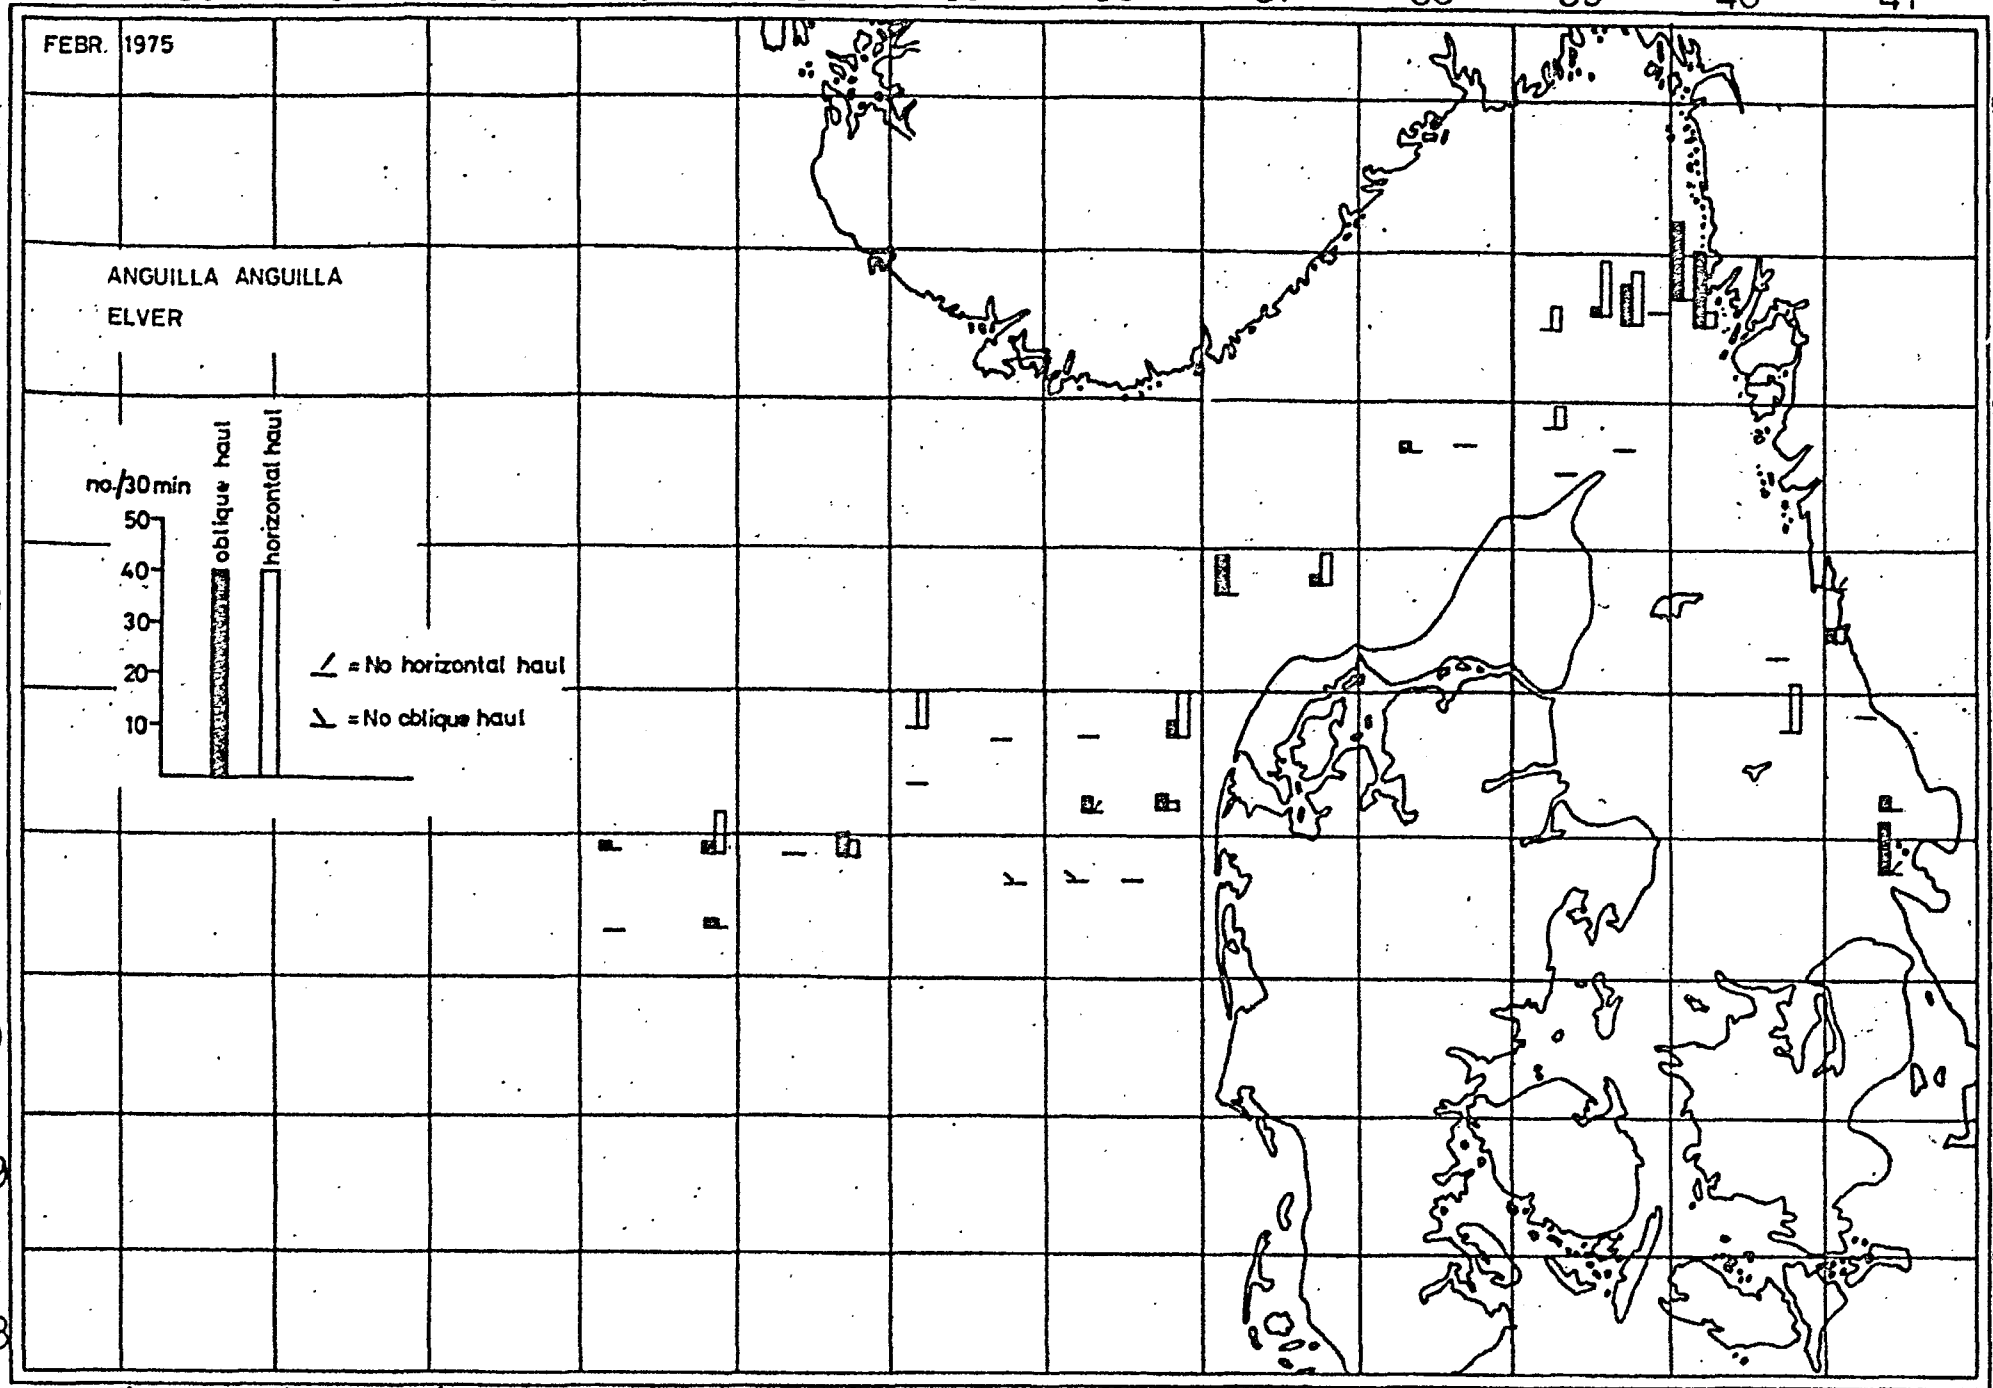 FEBR. 1975
ANGUILLA ANGUILLA
ELVER
no./30 min
oblique haul
horizontal haul
50
40
30
20
10
= No horizontal haul
= No oblique haul